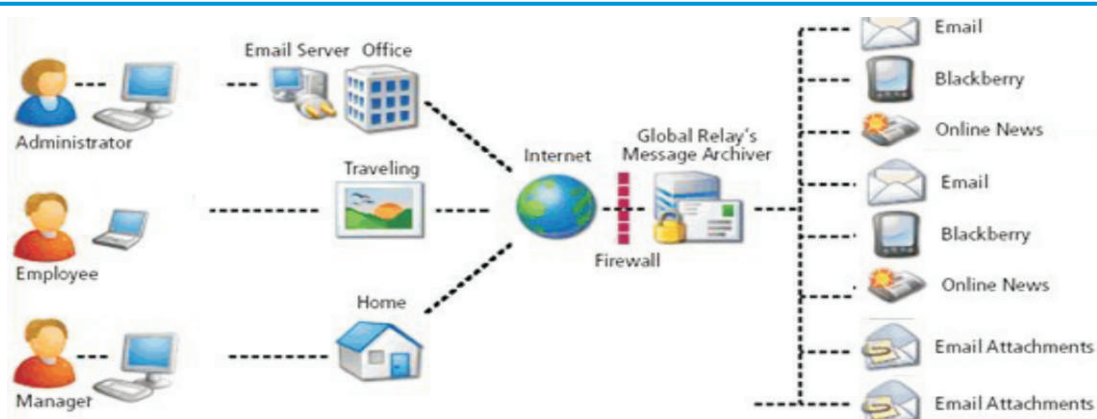 Email Server Office
Administrator
Traveling
Employee
Home
Manager
Internet
Firewall
Global Relay's
Message Archiver
Email
Blackberry
Online News
Email
Blackberry
Online News
Email Attachments
Email Attachments